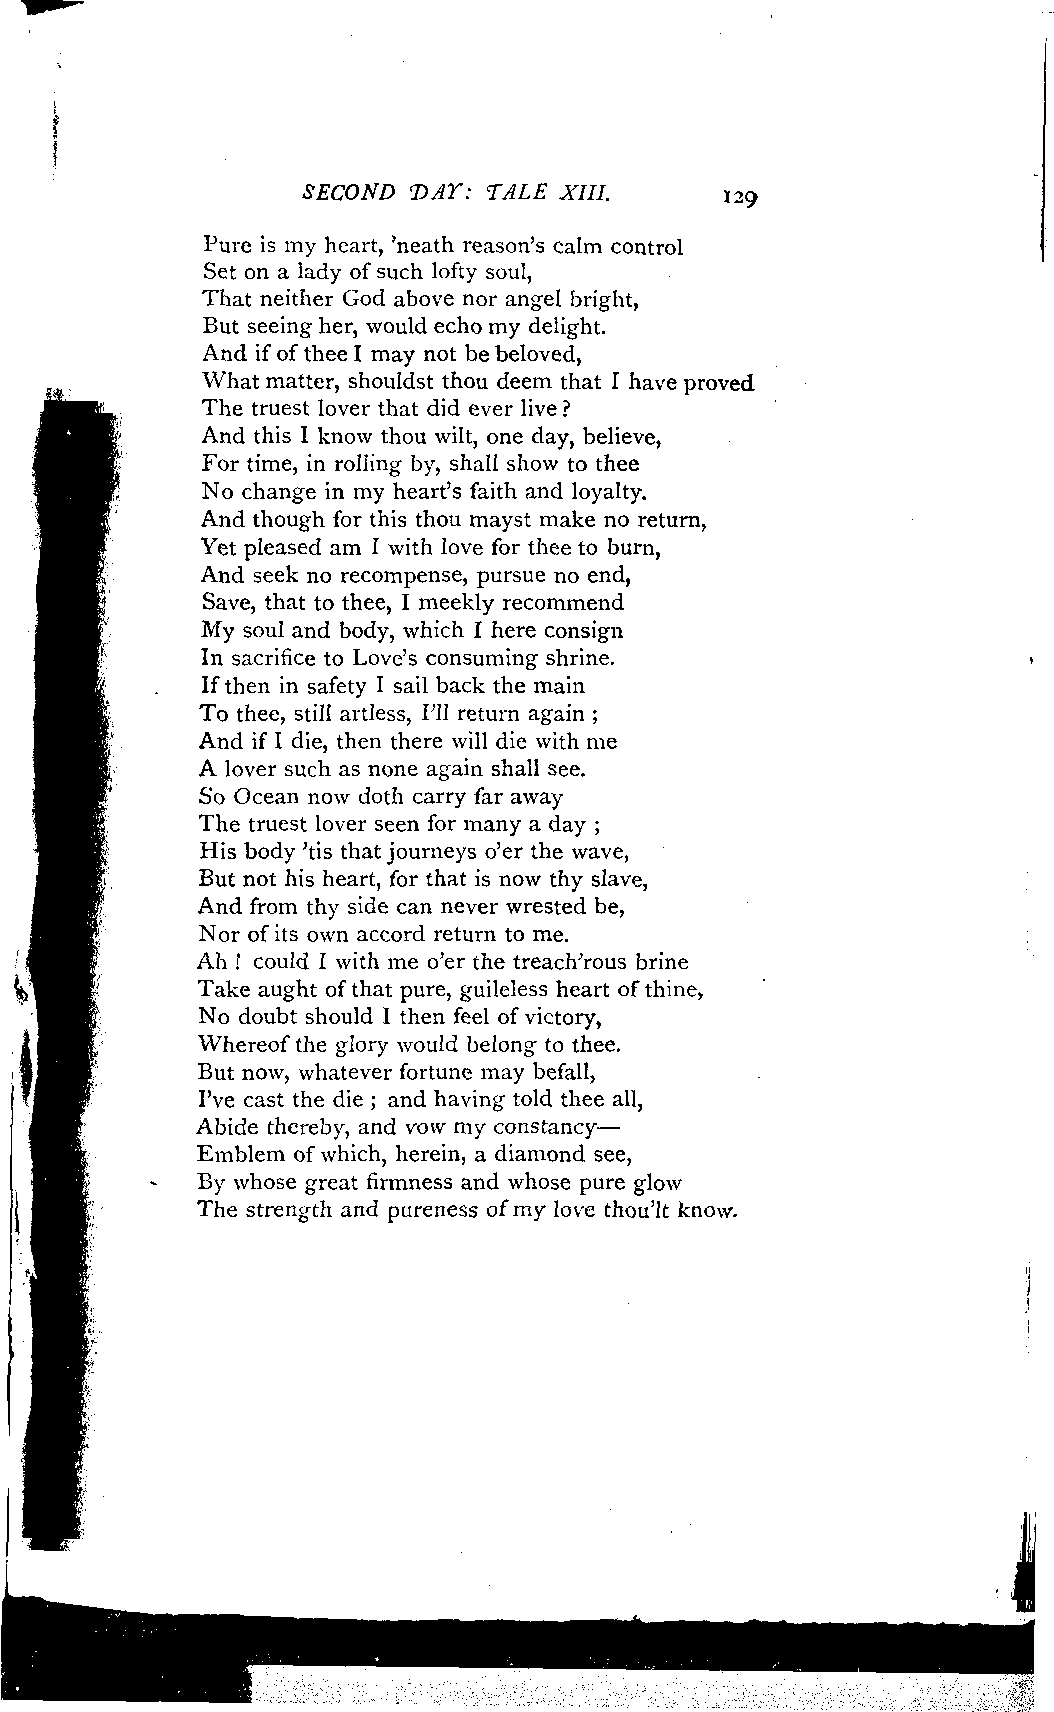 SECOND DAY: TALE XIII. 129
Pure is my heart, 'neath reason's calm control
Set on a lady of such lofty soul,
That neither God above nor angel bright,
But seeing her, would echo my delight.
And if of thee I may not be beloved,
What matter, shouldst thou deem that I have proved
The truest lover that did ever live?
And this I know thou wilt, one day, believe,
For time, in rolling by, shall show to thee
No change in my heart's faith and loyalty.
And though for this thou mayst make no return,
Yet pleased am I with love for thee to burn,
And seek no recompense, pursue no end,
Save, that to thee, I meekly recommend
My soul and body, which I here consign
In sacrifice to Love's consuming shrine.
If then in safety I sail back the main
To thee, still artless, I'll return again ;
And if I die, then there will die with me
A lover such as none again shall see.
So Ocean now doth carry far away
The truest lover seen for many a day ;
His body 'tis that journeys o'er the wave,
But not his heart, for that is now thy slave,
And from thy side can never wrested be,
Nor of its own accord return to me.
Ah ! could I with me o'er the treach'rous brine
Take aught of that pure, guileless heart of thine,
No doubt should I then feel of victory,
Whereof the glory would belong to thee.
But now, whatever fortune may befall,
I've cast the die ; and having told thee all,
Abide thereby, and vow my constancy—
Emblem of which, herein, a diamond see,
By whose great firmness and whose pure glow
The strength and pureness of my love thou'lt know.